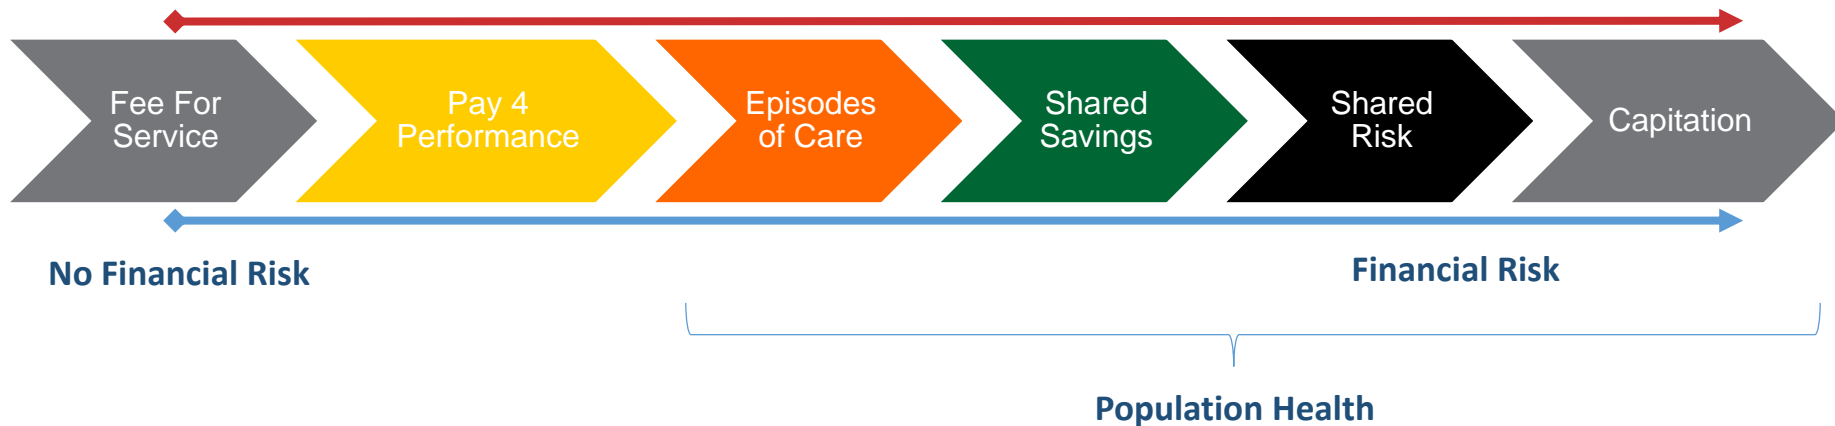 Fee For
Service
Pay 4
Performance
Episodes
of Care
Shared
Savings
Shared
Risk
Capitation
No Financial Risk
Financial Risk
Population Health